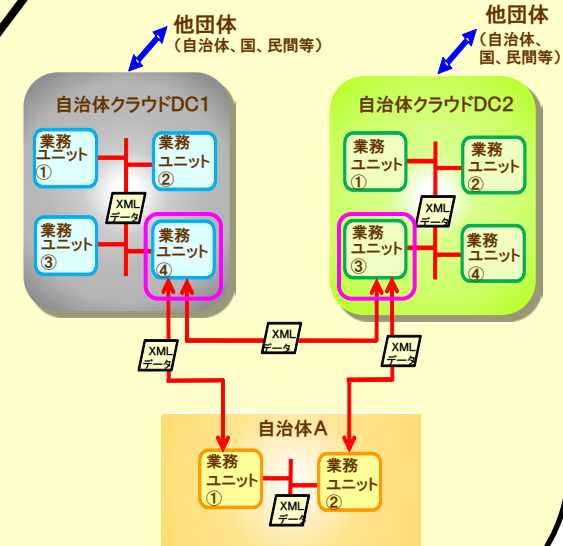 他団体
（自治体、国、民間等）
他団体
（自治体、
国、民間等）
自治体クラウドDC1
業務
ユニット
①
業務
ユニット
②
XML
データ
業務
ユニット
③
業務
ユニット
④
自治体クラウドDC2
業務
ユニット
①
業務
ユニット
②
XML
データ
業務
ユニット
③
業務
ユニット
④
XML
データ
XML
データ
XML
データ
自治体A
業務
ユニット
①
業務
ユニット
②
XML
データ